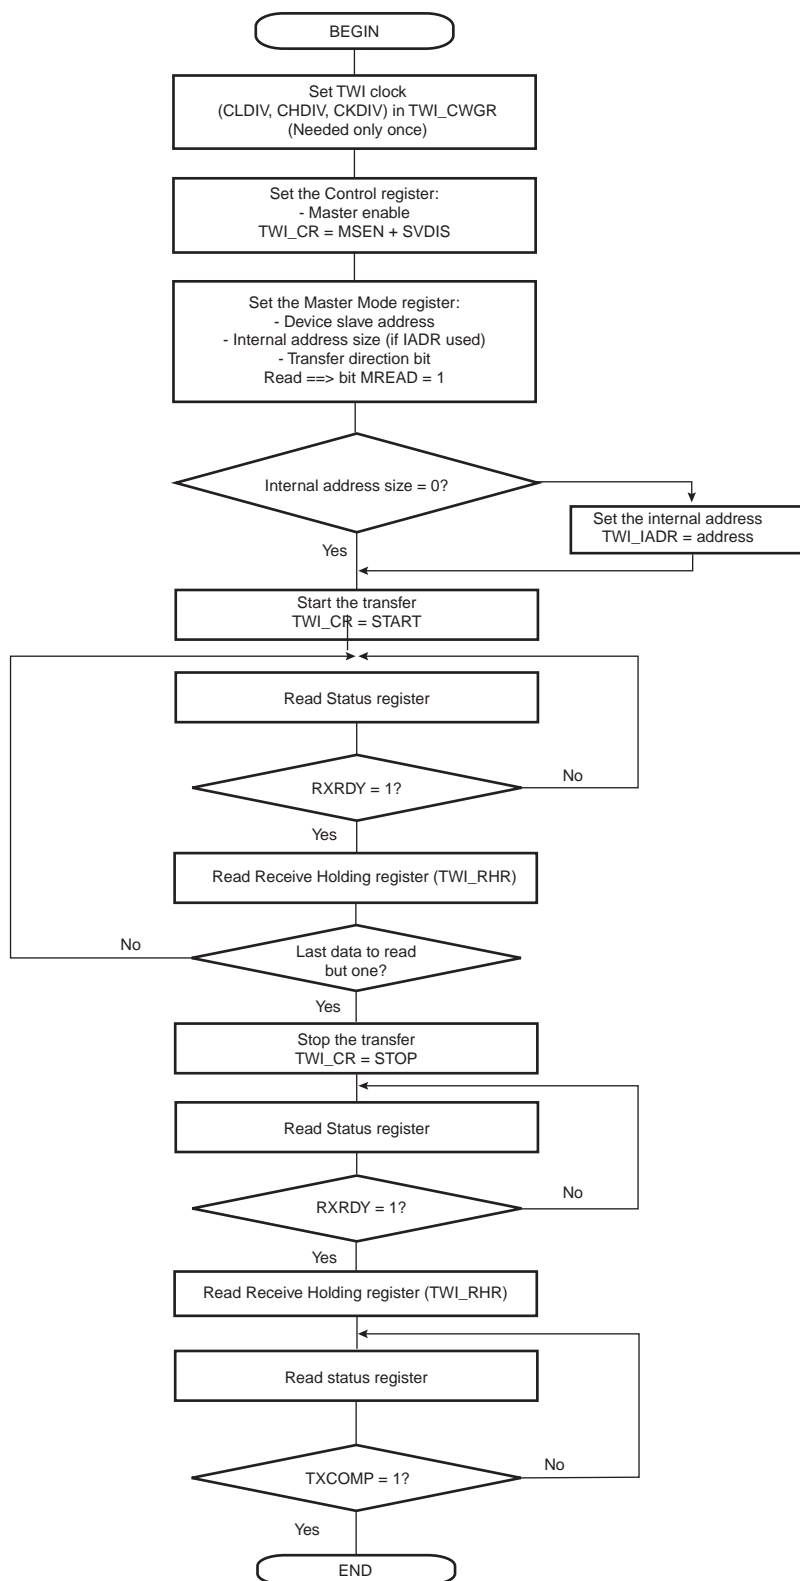 BEGIN
Set TWI clock
(CLDIV, CHDIV, CKDIV) in TWI_CWGR
(Needed only once)
Set the Control register:
- Master enable
TWI_CR = MSEN + SVDIS
Set the Master Mode register:
- Device slave address
- Internal address size (if IADR used)
- Transfer direction bit
Read ==> bit MREAD = 1
Internal address size = 0?
Set the internal address
TWI_IADR = address
Yes
Start the transfer
TWI_CR = START
Read Status register
RXRDY = 1?
No
Yes
Read Receive Holding register (TWI_RHR)
No
Last data to read
but one?
Yes
Stop the transfer
TWI_CR = STOP
Read Status register
No
RXRDY = 1?
Yes
Read Receive Holding register (TWI_RHR)
Read status register
No
TXCOMP = 1?
Yes
END